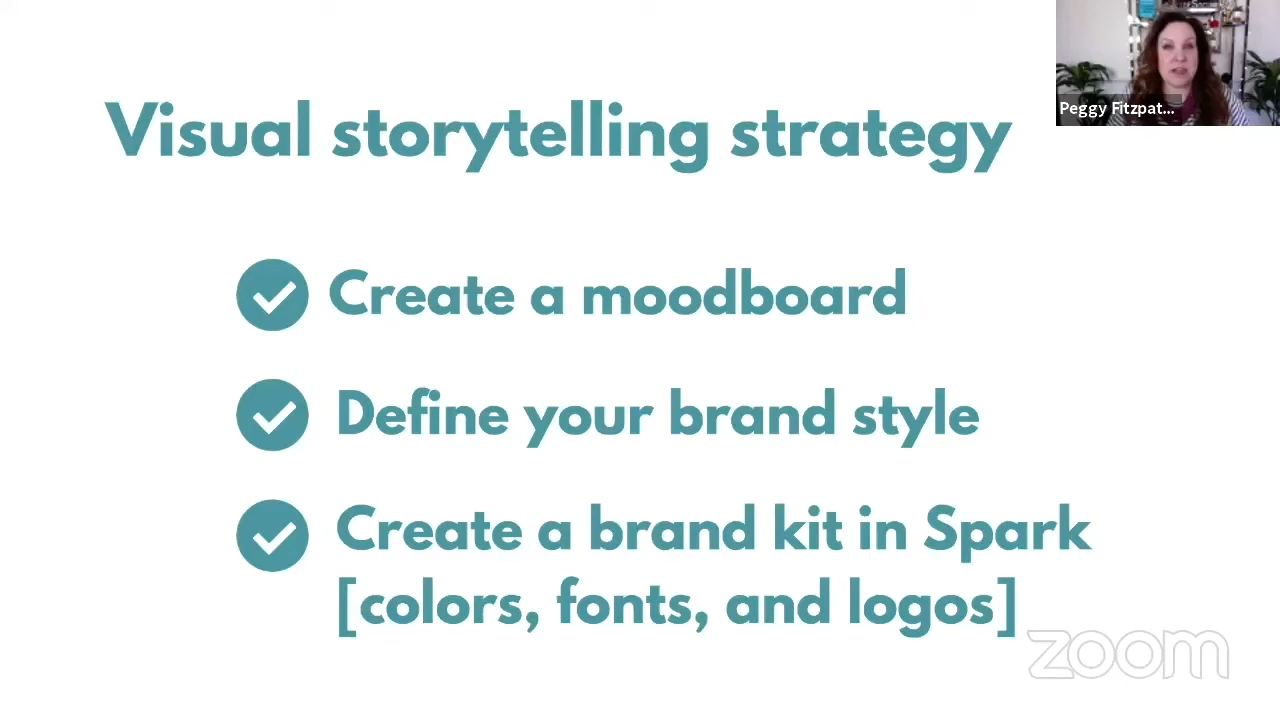 Visual storytelling strategy
Peggy Fitzpat...
Create a moodboard
Define your brand style
Create a brand kit in Spark
[colors, fonts, and logos]
zoom